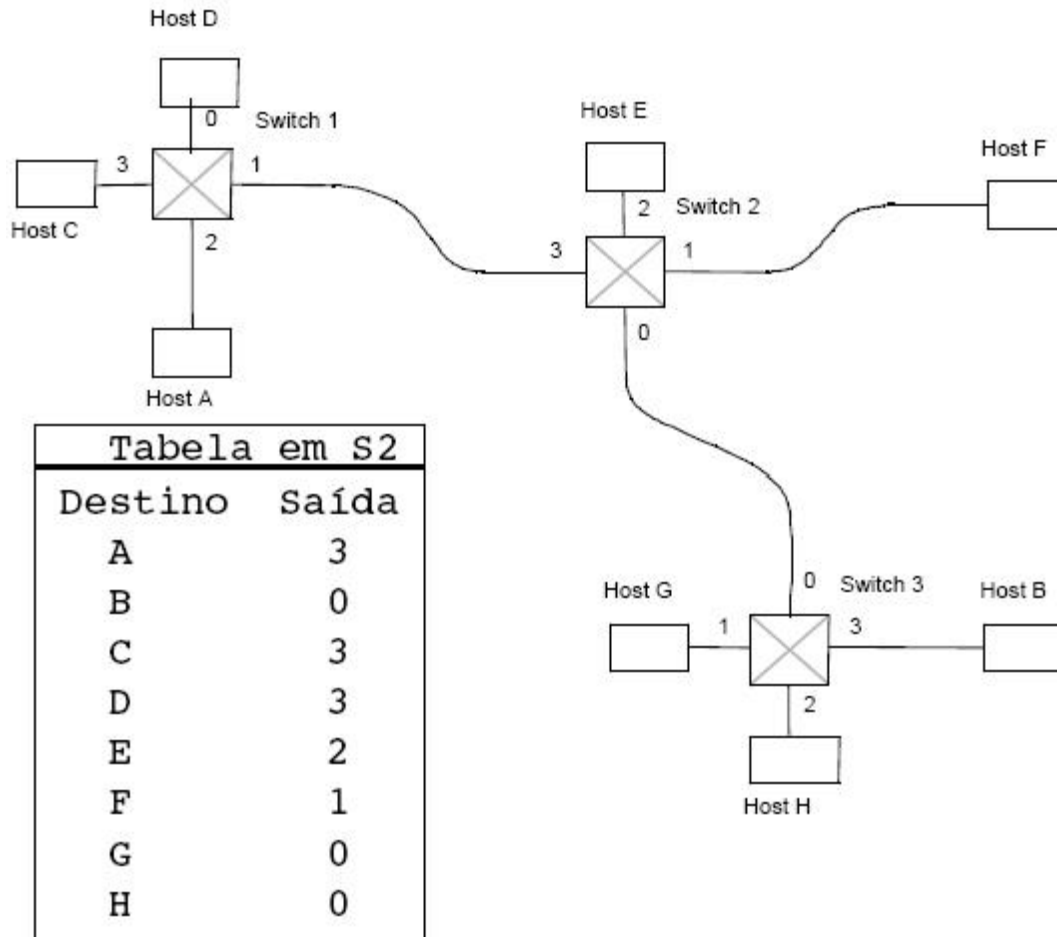 Host D
0 Switch 1
3 1
Host C
2
Host A
Host E
2 Switch 2
3 1
0
Host F
0 Switch 3
Host G
Host B
1 3
2
Host H
Tabela em S2
Destino Saída
A 3
B 0
C 3
D 3
E 2
F 1
G 0
H 0